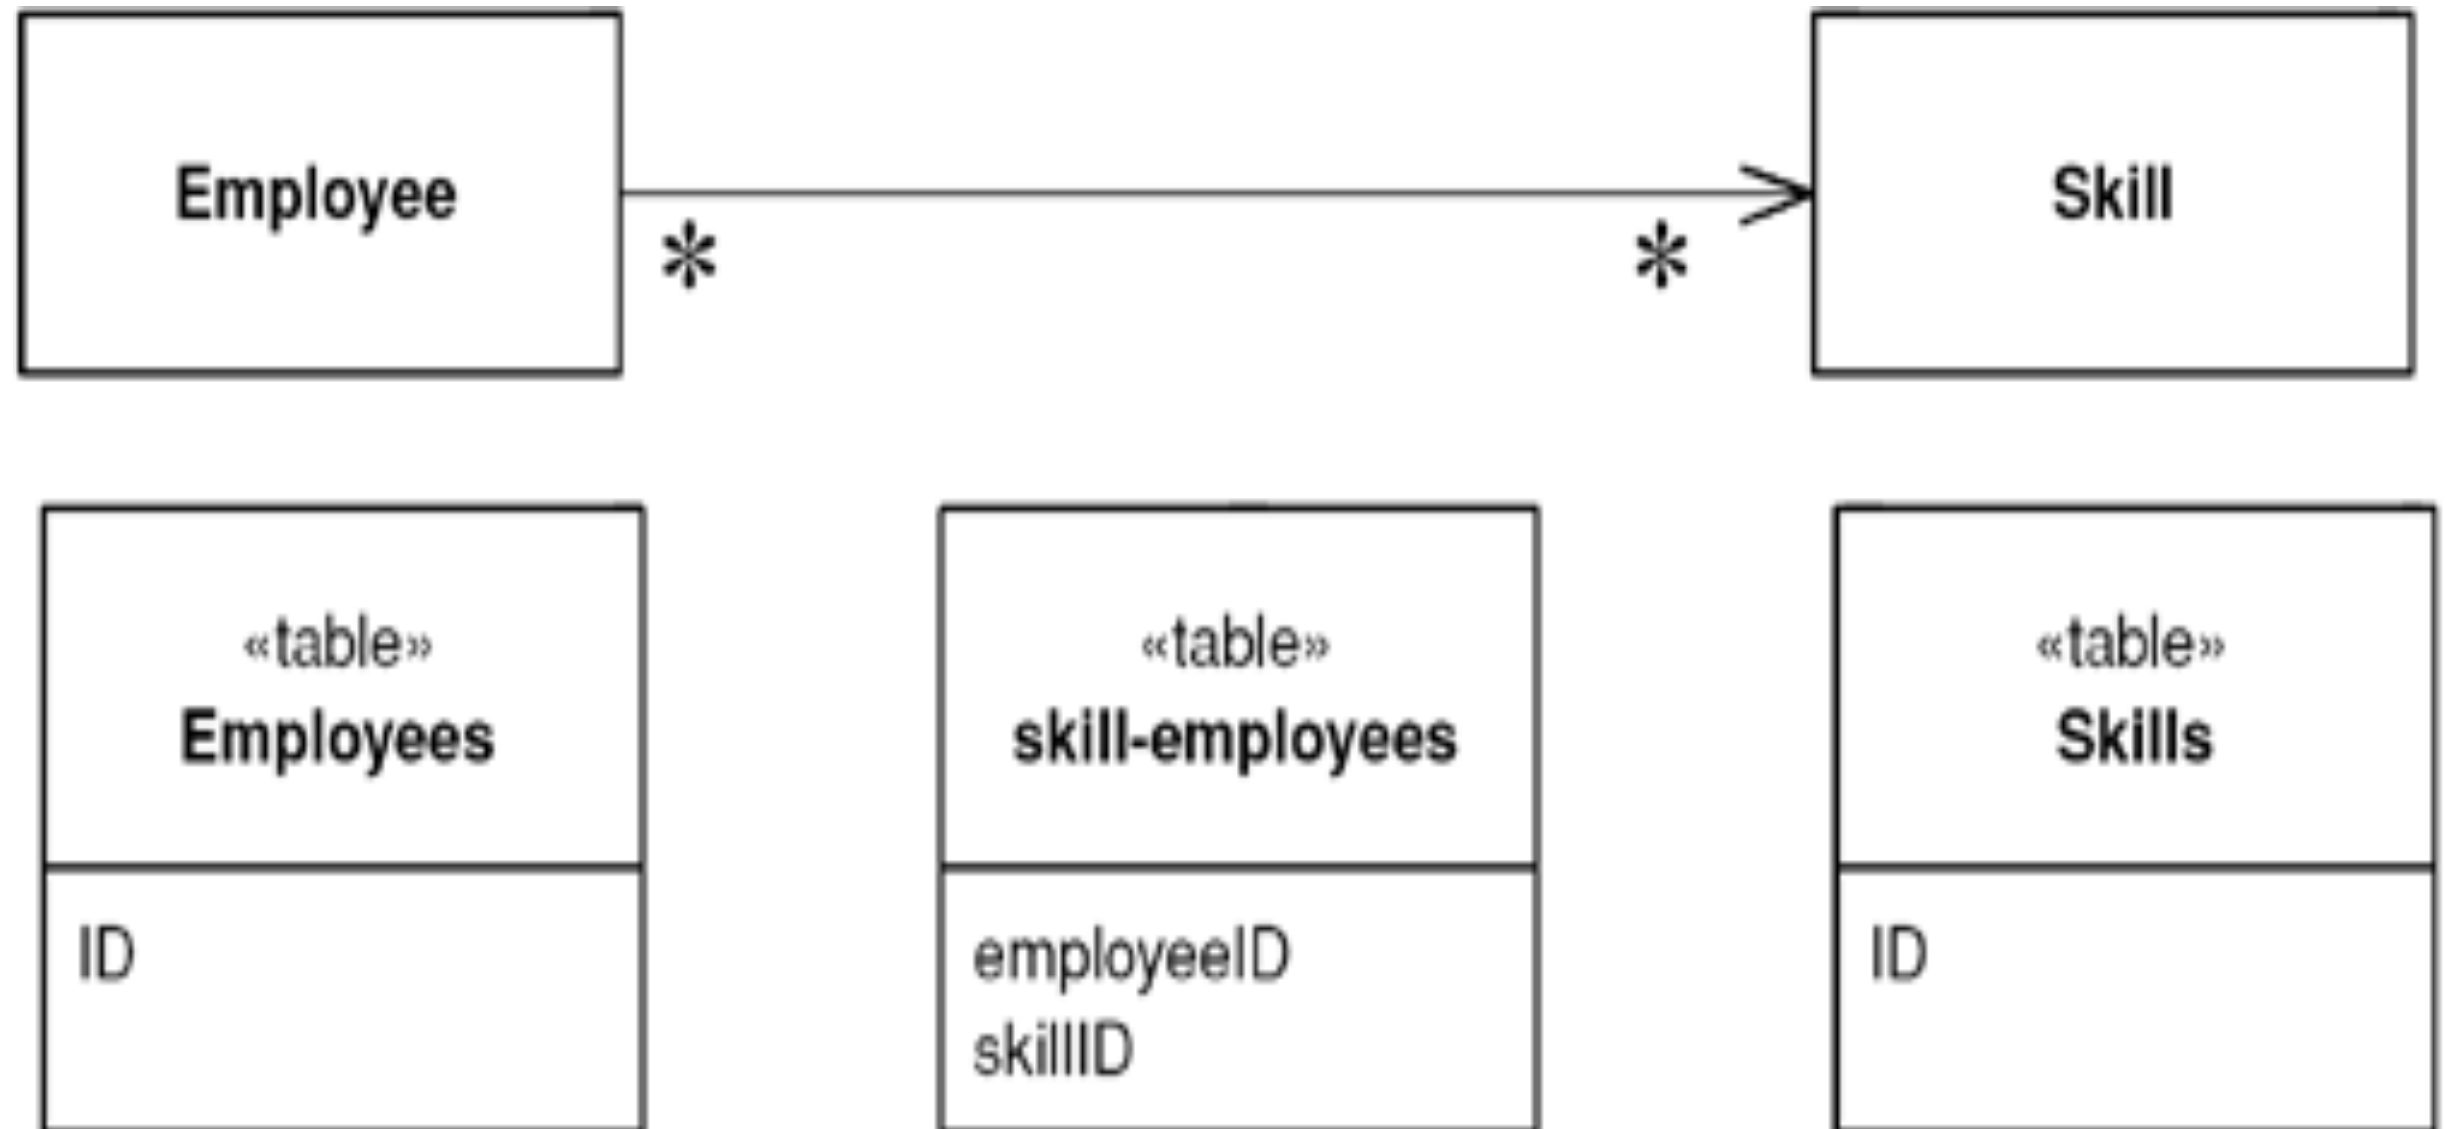 Employee
*
*
Skill
«table»
Employees
ID
«table»
skill-employees
employeeID
skillID
«table»
Skills
ID